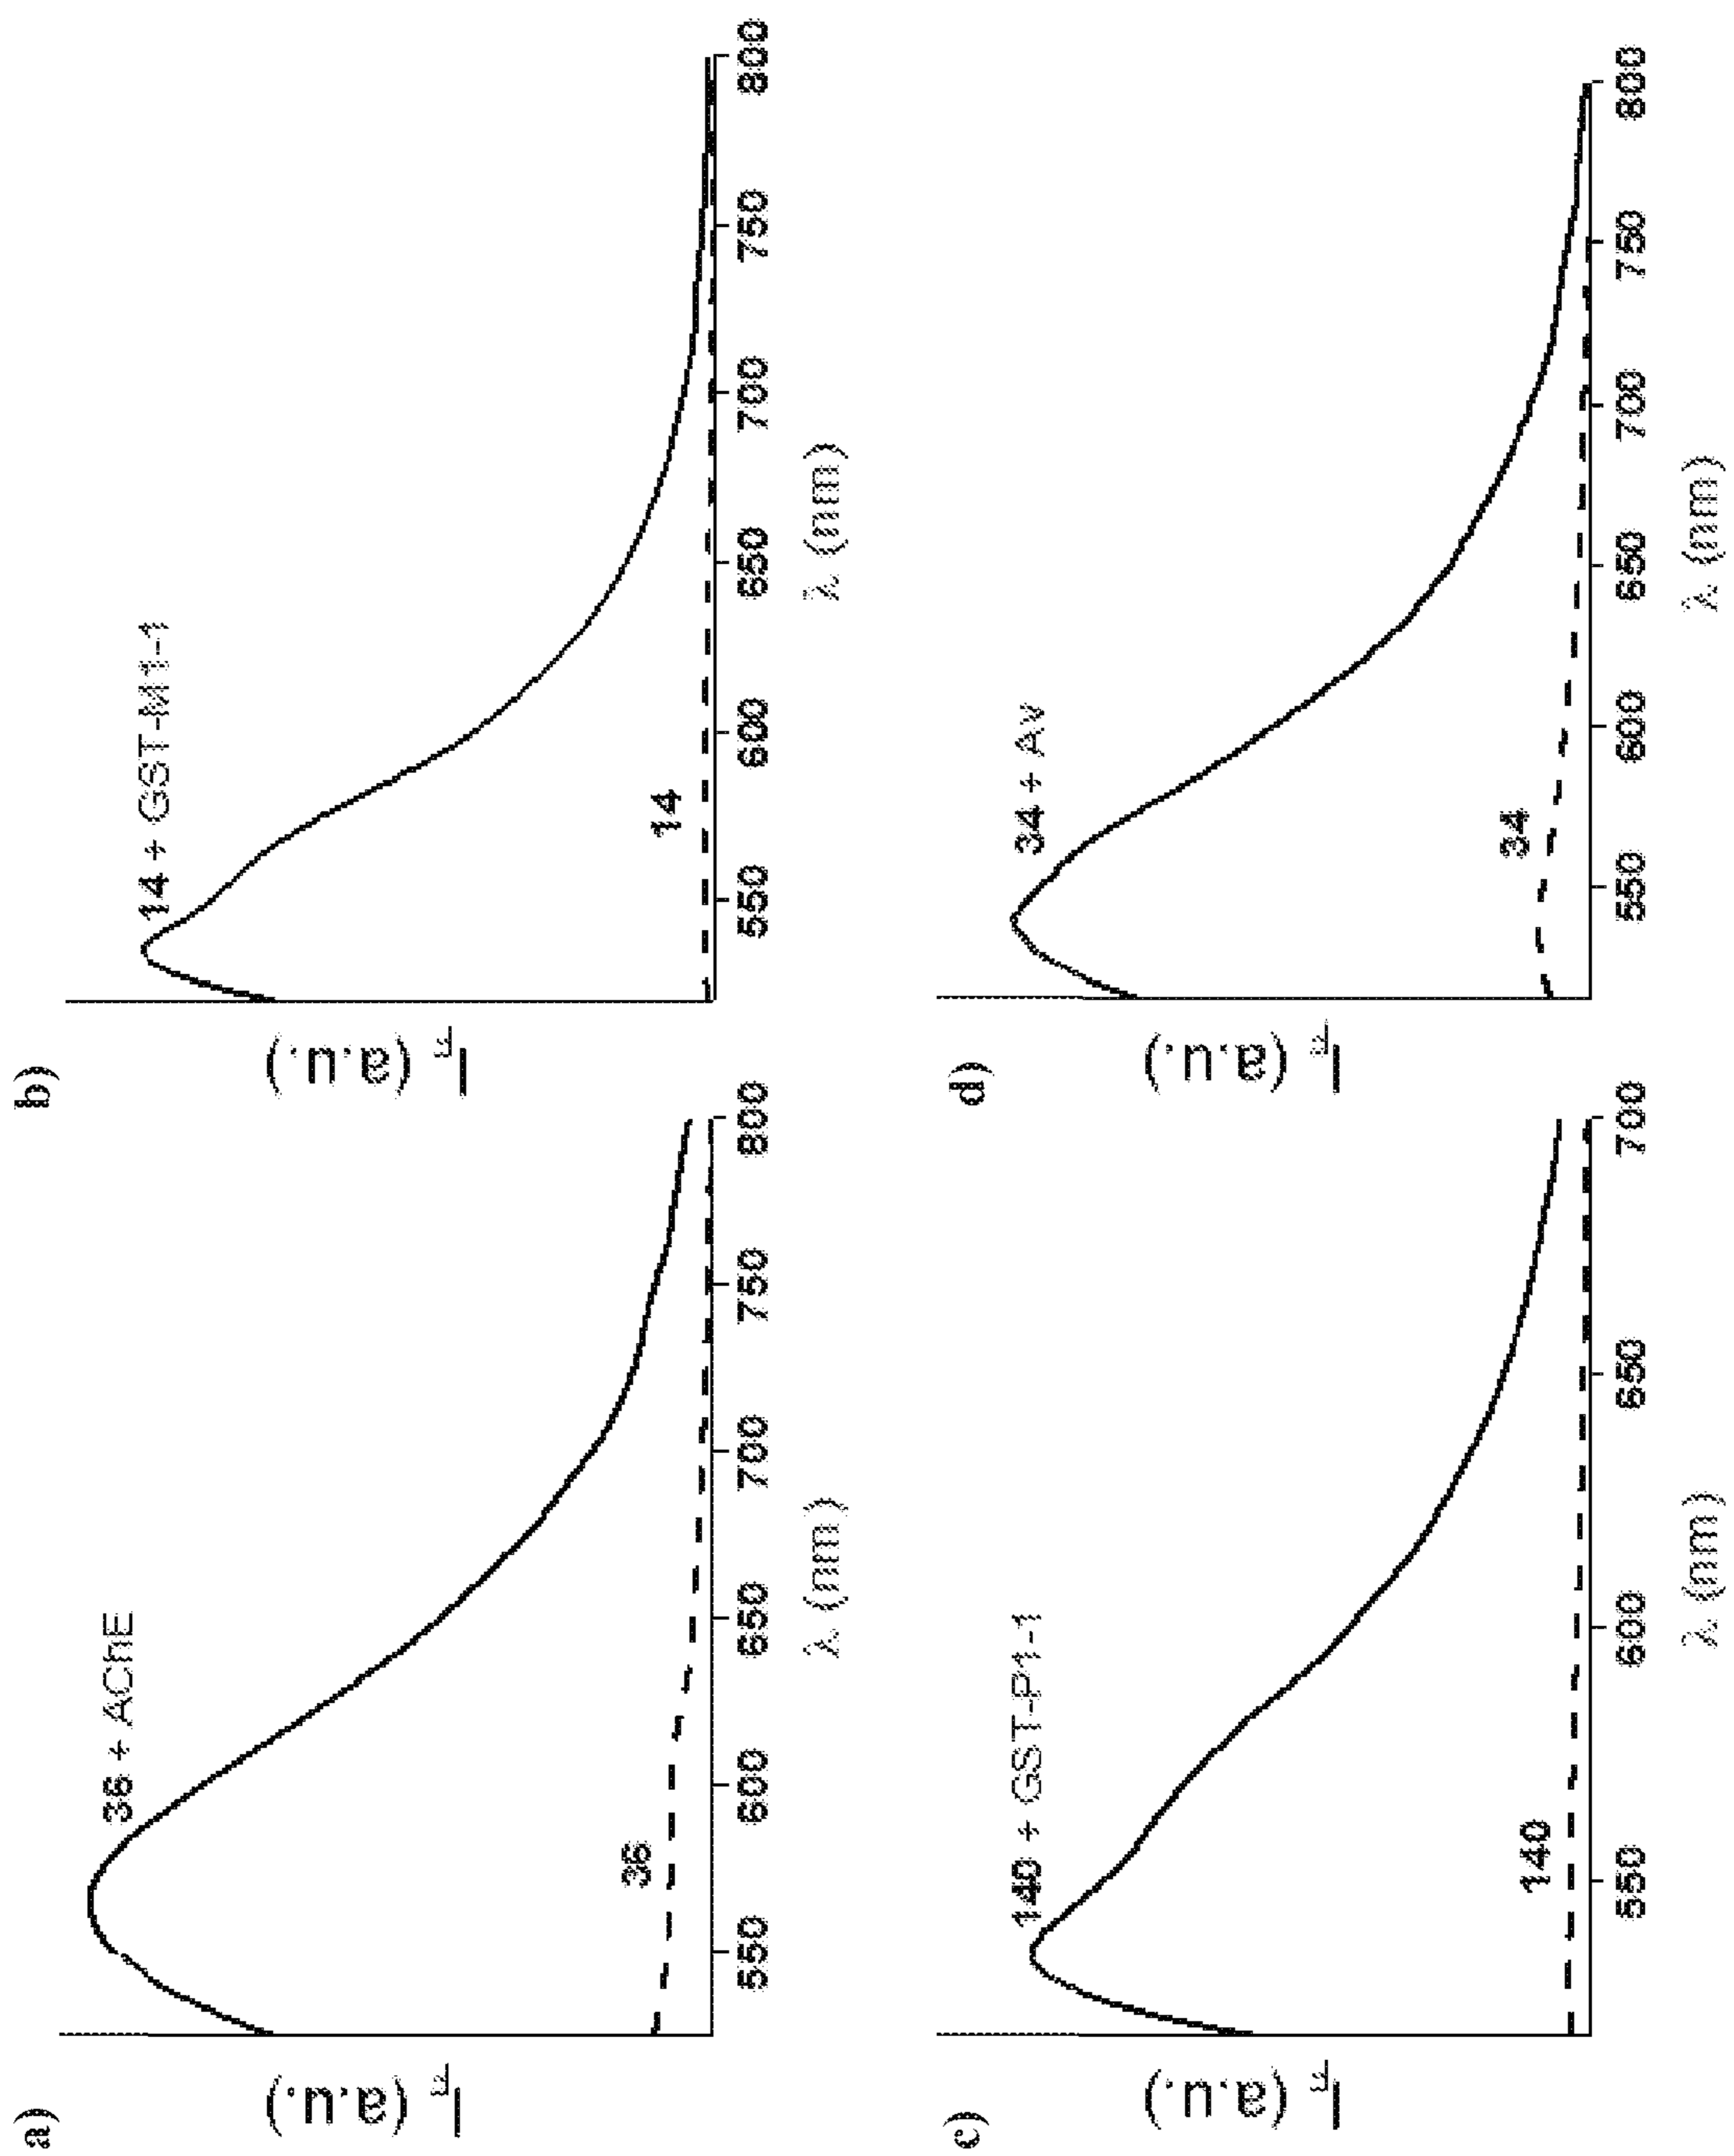 a)
I_F (a.u.)
36 + AChE
36
550 600 650 700 750 800
λ (nm)
b)
I_F (a.u.)
14 + GST-M1-1
14
550 600 650 700 750 800
λ (nm)
c)
I_F (a.u.)
140 + GST-P1-1
140
550 600 650 700
λ (nm)
d)
I_F (a.u.)
34 + Av
34
550 600 650 700 750 800
λ (nm)